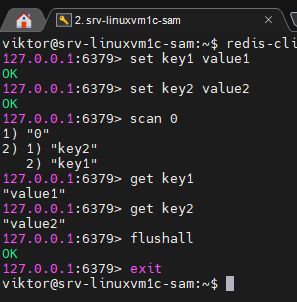 2. srv-linuxvm1c-sam
viktor@srv-linuxvm1c-sam:~$ redis-cli
127.0.0.1:6379> set key1 value1
OK
127.0.0.1:6379> set key2 value2
OK
127.0.0.1:6379> scan 0
1) "0"
2) 1) "key2"
   2) "key1"
127.0.0.1:6379> get key1
"value1"
127.0.0.1:6379> get key2
"value2"
127.0.0.1:6379> flushall
OK
127.0.0.1:6379> exit
viktor@srv-linuxvm1c-sam:~$